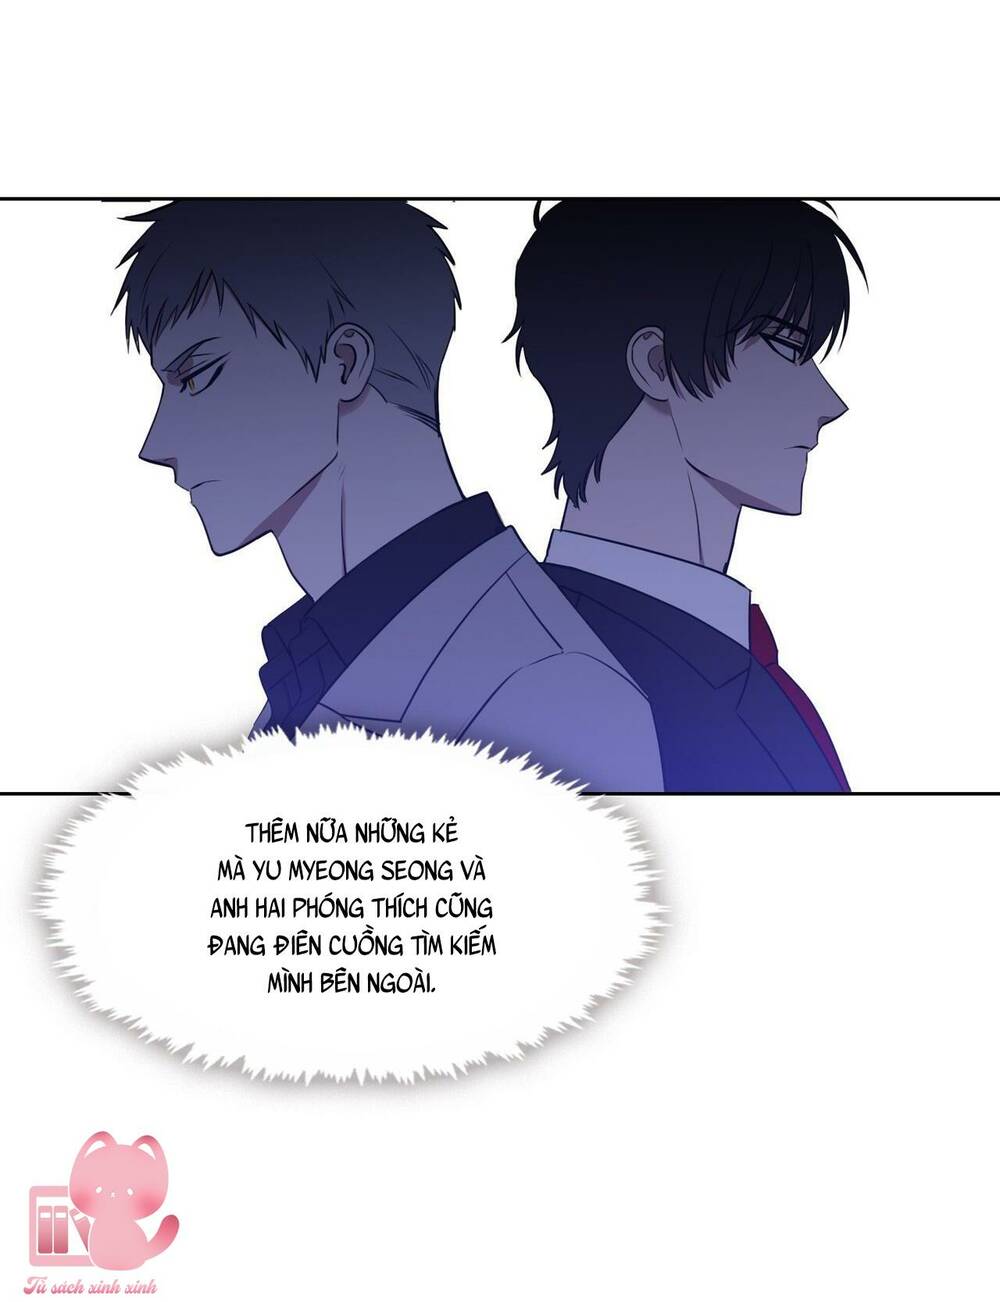 THÊM NỮA NHỮNG KẺ
MÀ YU MYEONG SEONG VÀ
ANH HAI PHÓNG THÍCH CŨNG
ĐANG ĐIÊN CUỒNG TÌM KIẾM
MÌNH BÊN NGOÀI.
Tủ sách xinh xinh